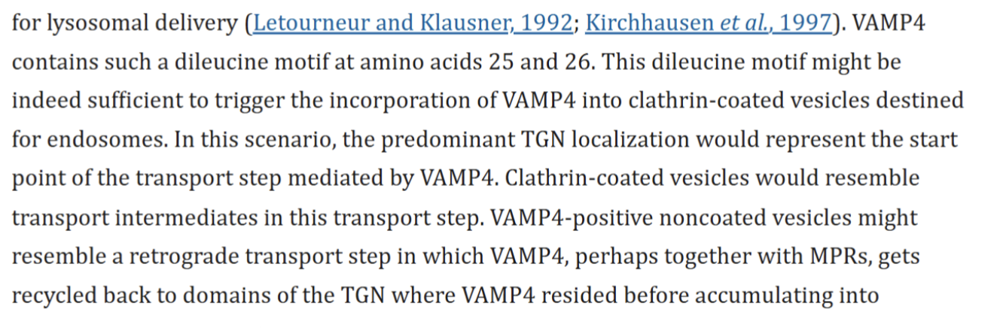 for lysosomal delivery (Letourneur and Klausner, 1992; Kirchhausen et al., 1997). VAMP4
contains such a dileucine motif at amino acids 25 and 26. This dileucine motif might be
indeed sufficient to trigger the incorporation of VAMP4 into clathrin-coated vesicles destined
for endosomes. In this scenario, the predominant TGN localization would represent the start
point of the transport step mediated by VAMP4. Clathrin-coated vesicles would resemble
transport intermediates in this transport step. VAMP4-positive noncoated vesicles might
resemble a retrograde transport step in which VAMP4, perhaps together with MPRs, gets
recycled back to domains of the TGN where VAMP4 resided before accumulating into